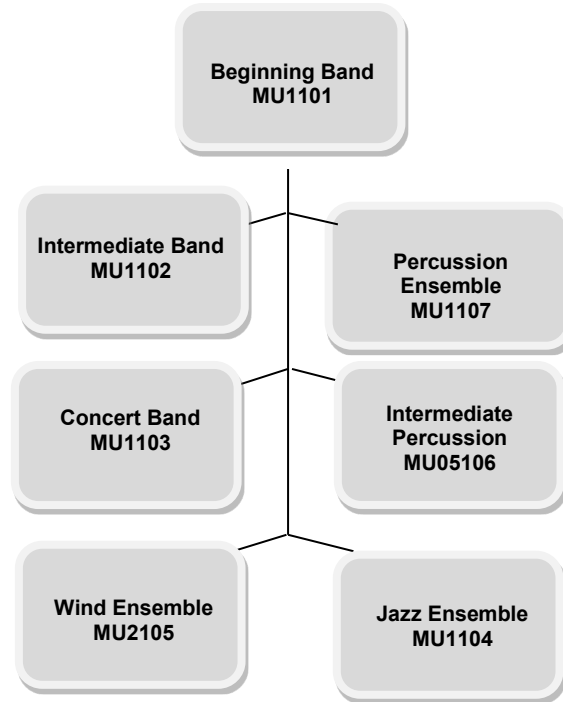 Beginning Band
MU1101
Intermediate Band
MU1102
Percussion
Ensemble
MU1107
Concert Band
MU1103
Intermediate
Percussion
MU05106
Wind Ensemble
MU2105
Jazz Ensemble
MU1104